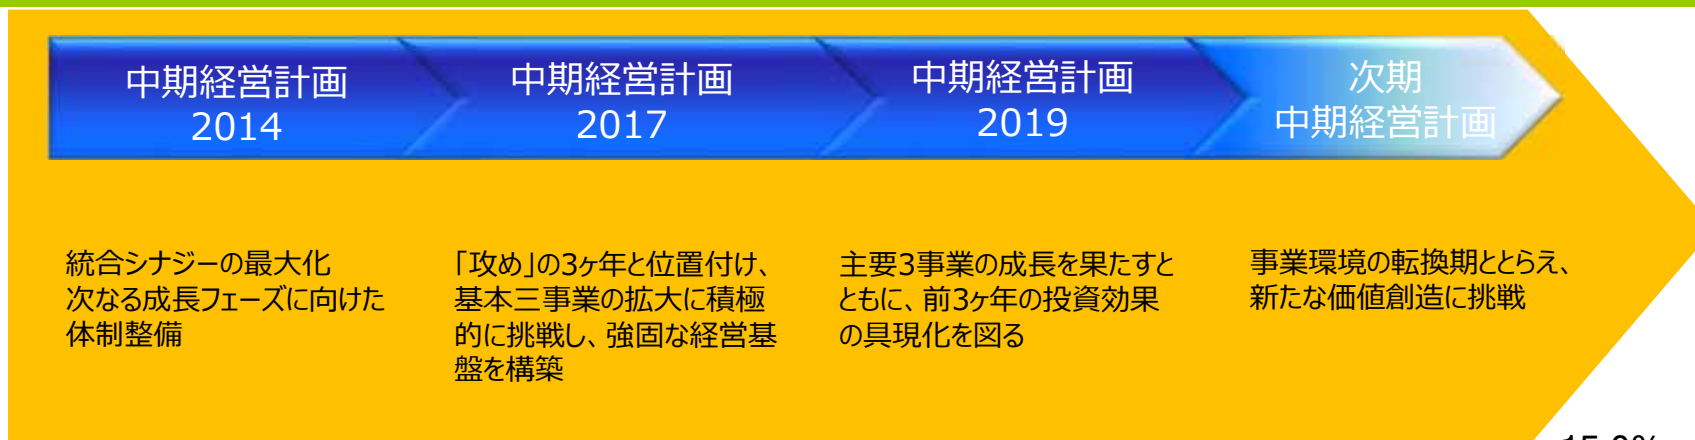 中期経営計画
2014
中期経営計画
2017
中期経営計画
2019
次期
中期経営計画
統合シナジーの最大化
次なる成長フェーズに向けた
体制整備
「攻め」の3ヶ年と位置付け、
基本三事業の拡大に積極
的に挑戦し、強固な経営基
盤を構築
主要3事業の成長を果たすと
ともに、前3ヶ年の投資効果
の具現化を図る
事業環境の転換期ととらえ、
新たな価値創造に挑戦